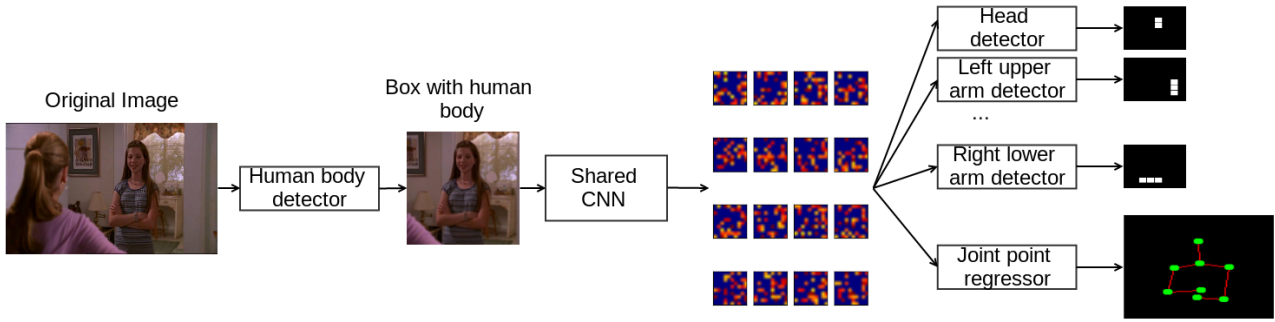 Original Image
Human body
detector
Box with human
body
Shared
CNN
Head
detector
Left upper
arm detector
...
Right lower
arm detector
Joint point
regressor